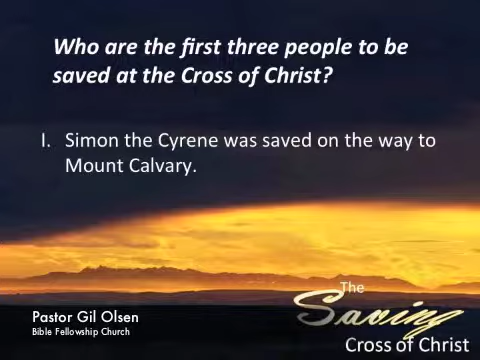 Who are the first three people to be
saved at the Cross of Christ?
I. Simon the Cyrene was saved on the way to
Mount Calvary.
Pastor Gil Olsen
Bible Fellowship Church
The
Saving
Cross of Christ